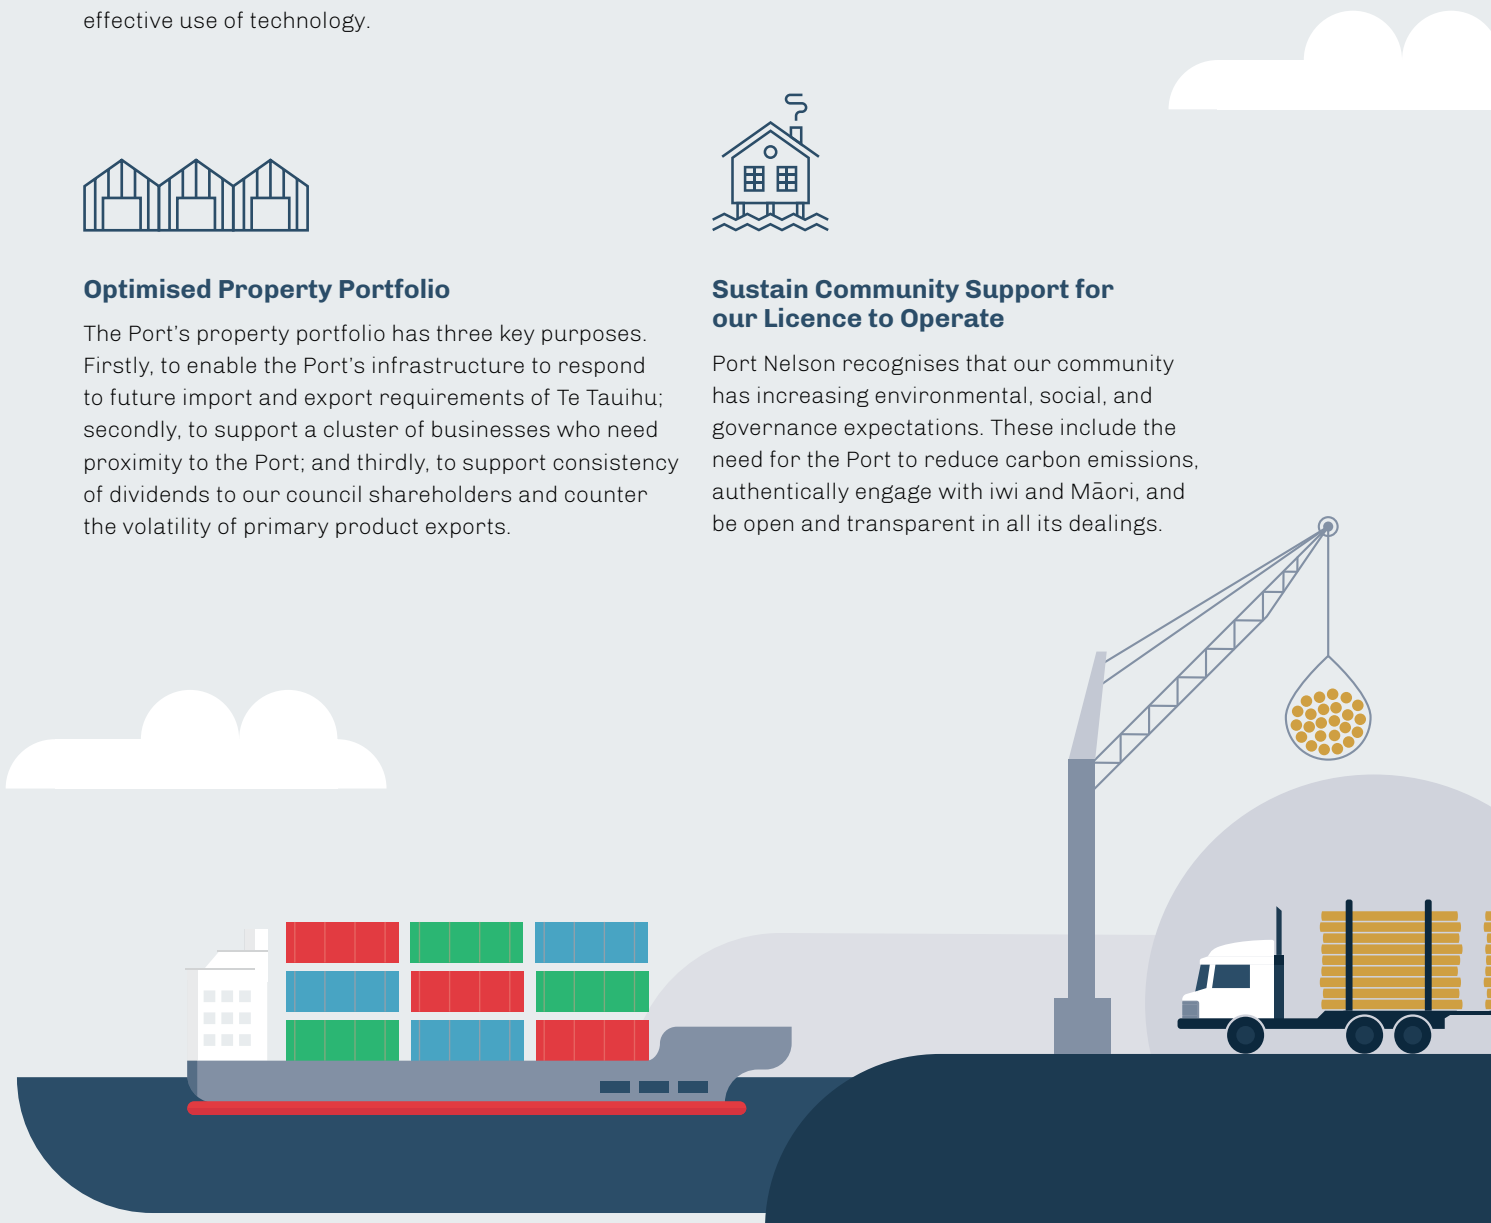 effective use of technology.
Optimised Property Portfolio
The Port’s property portfolio has three key purposes.
Firstly, to enable the Port’s infrastructure to respond
to future import and export requirements of Te Tauihu;
secondly, to support a cluster of businesses who need
proximity to the Port; and thirdly, to support consistency
of dividends to our council shareholders and counter
the volatility of primary product exports.
Sustain Community Support for
our Licence to Operate
Port Nelson recognises that our community
has increasing environmental, social, and
governance expectations. These include the
need for the Port to reduce carbon emissions,
authentically engage with iwi and Māori, and
be open and transparent in all its dealings.